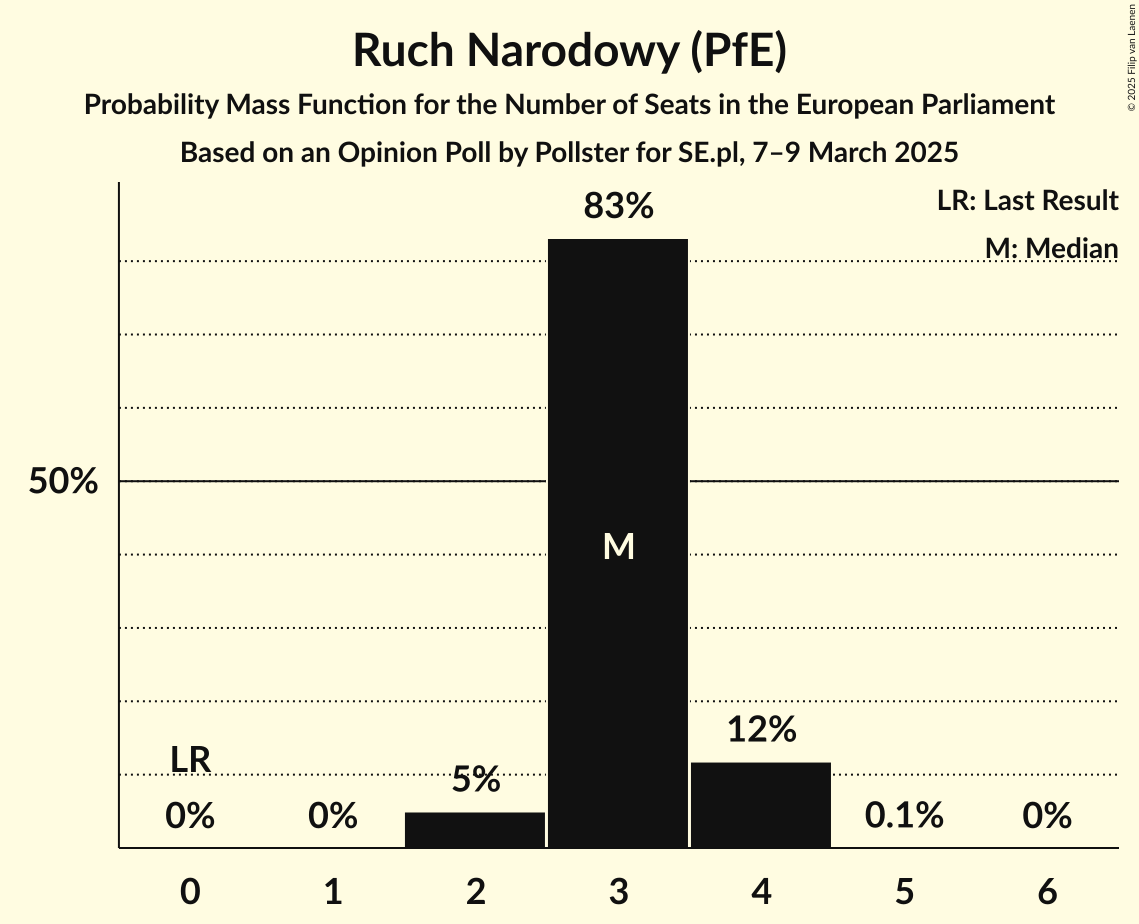 Ruch Narodowy (PfE)
Probability Mass Function for the Number of Seats in the European Parliament
Based on an Opinion Poll by Pollster for SE.pl, 7–9 March 2025
© 2025 Filip van Laenen
LR: Last Result
M: Median
83%
50%
M
12%
LR
5%
0%
0%
0.1%
0%
0 1 2 3 4 5 6